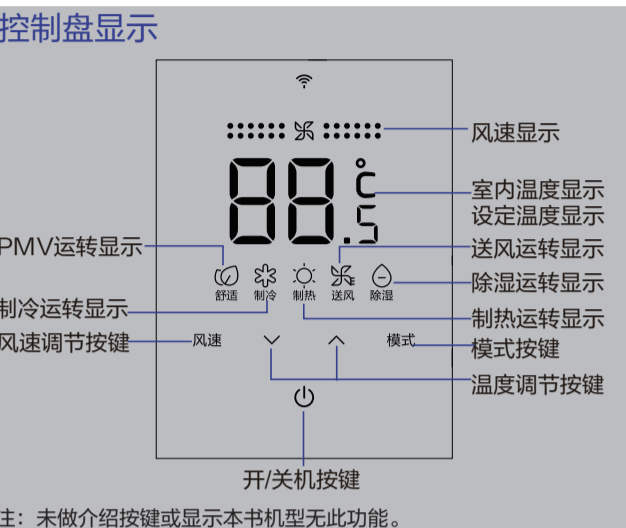 控制盘显示
风速显示
88.5℃
室内温度显示
设定温度显示
PMV运转显示
送风运转显示
舒适 制冷 制热 送风 除湿
除湿运转显示
制冷运转显示
制热运转显示
风速调节按键
风速
模式
模式按键
温度调节按键
开/关机按键
注：未做介绍按键或显示本书机型无此功能。